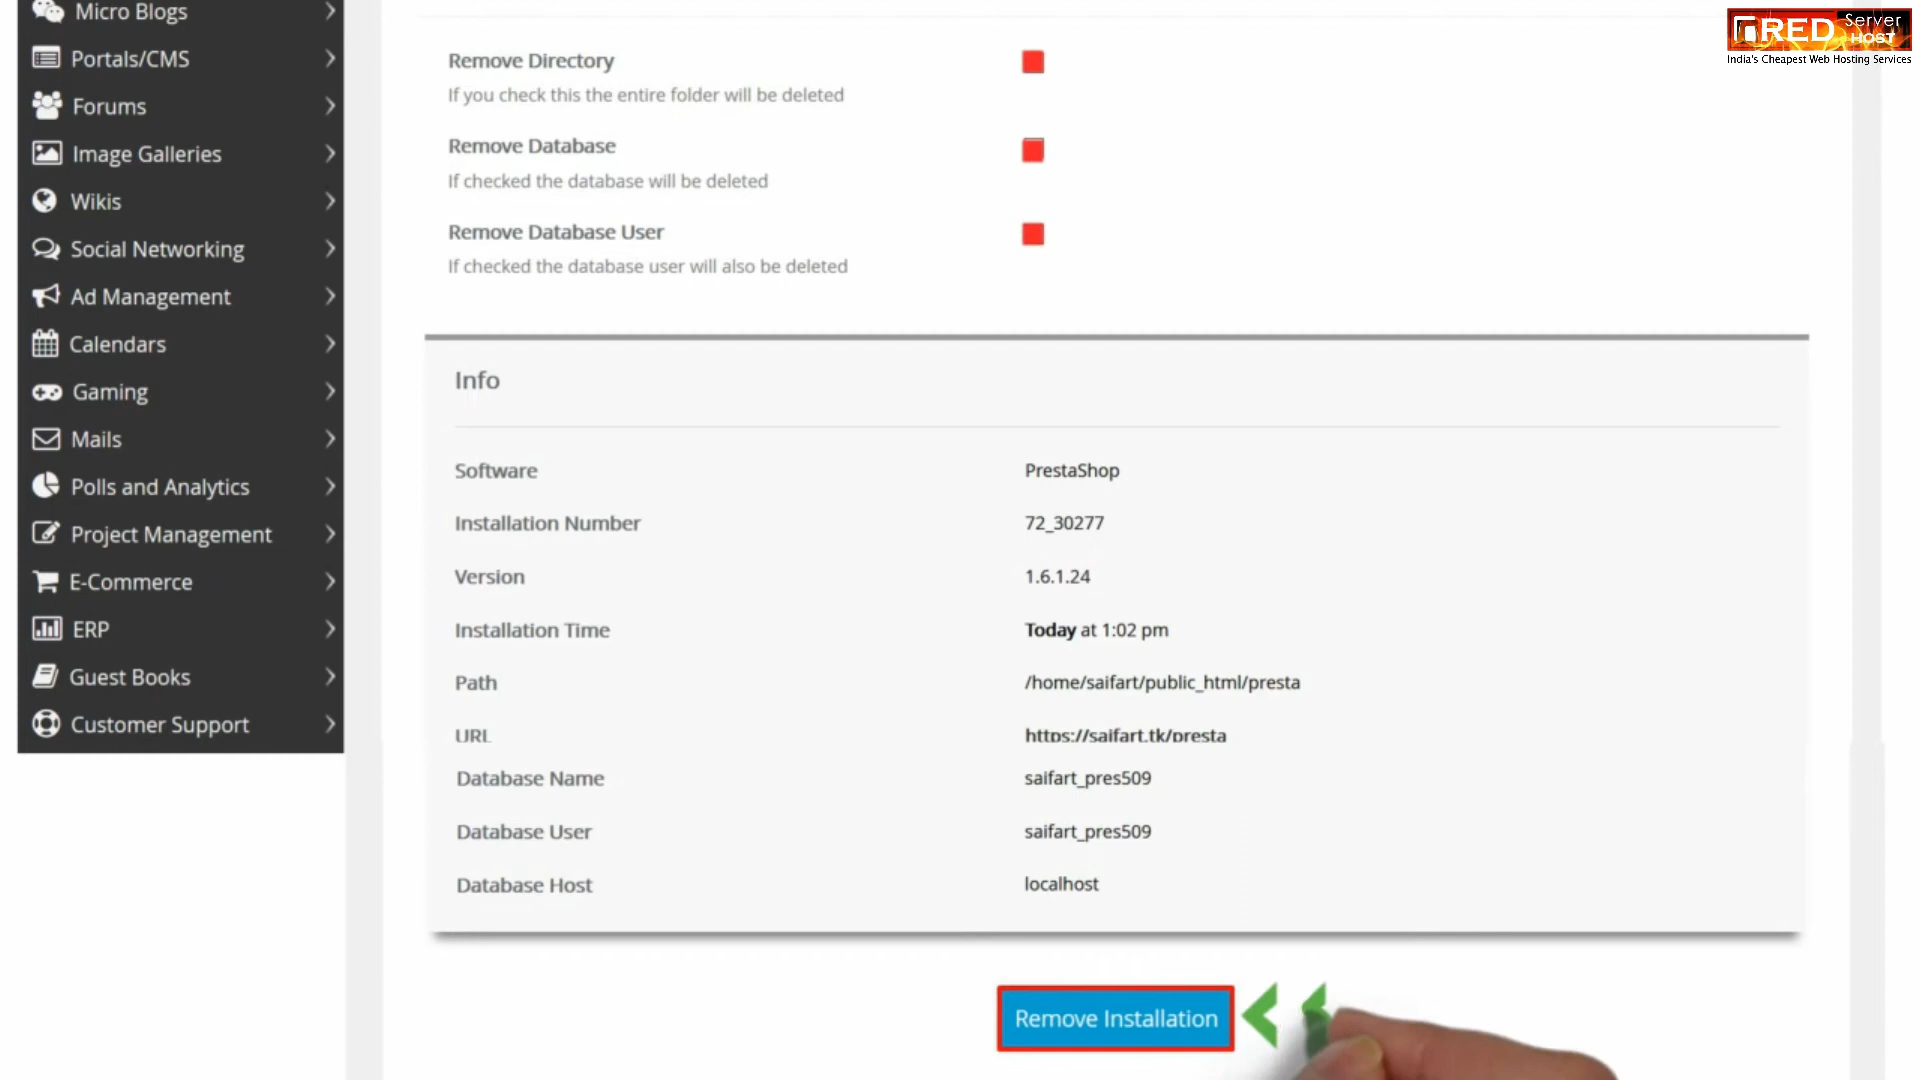 Micro Blogs
Portals/CMS
Forums
Image Galleries
Wikis
Social Networking
Ad Management
Calendars
Gaming
Mails
Polls and Analytics
Project Management
E-Commerce
ERP
Guest Books
Customer Support
RED Server HOST
India's Cheapest Web Hosting Services
Remove Directory
If you check this the entire folder will be deleted
Remove Database
If checked the database will be deleted
Remove Database User
If checked the database user will also be deleted
Info
Software PrestaShop
Installation Number 72_30277
Version 1.6.1.24
Installation Time Today at 1:02 pm
Path /home/saifart/public_html/presta
URL https://saifart.tk/presta
Database Name saifart_pres509
Database User saifart_pres509
Database Host localhost
Remove Installation